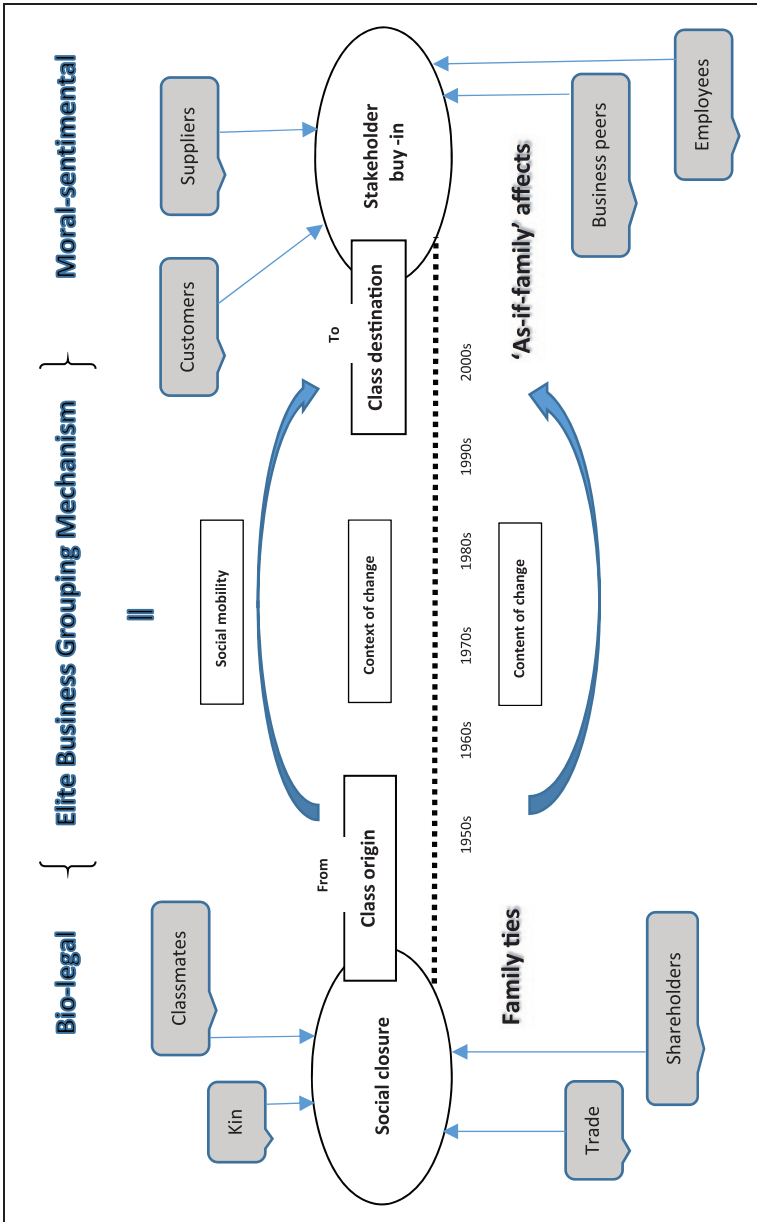 Bio-legal
Elite Business Grouping Mechanism
Moral-sentimental
=
Kin
Classmates
Customers
Suppliers
Social mobility
From
To
Social closure
Class origin
Context of change
Class destination
Stakeholder
buy -in
1950s
1960s
1970s
1980s
1990s
2000s
Family ties
Content of change
'As-if-family' affects
Trade
Shareholders
Business peers
Employees